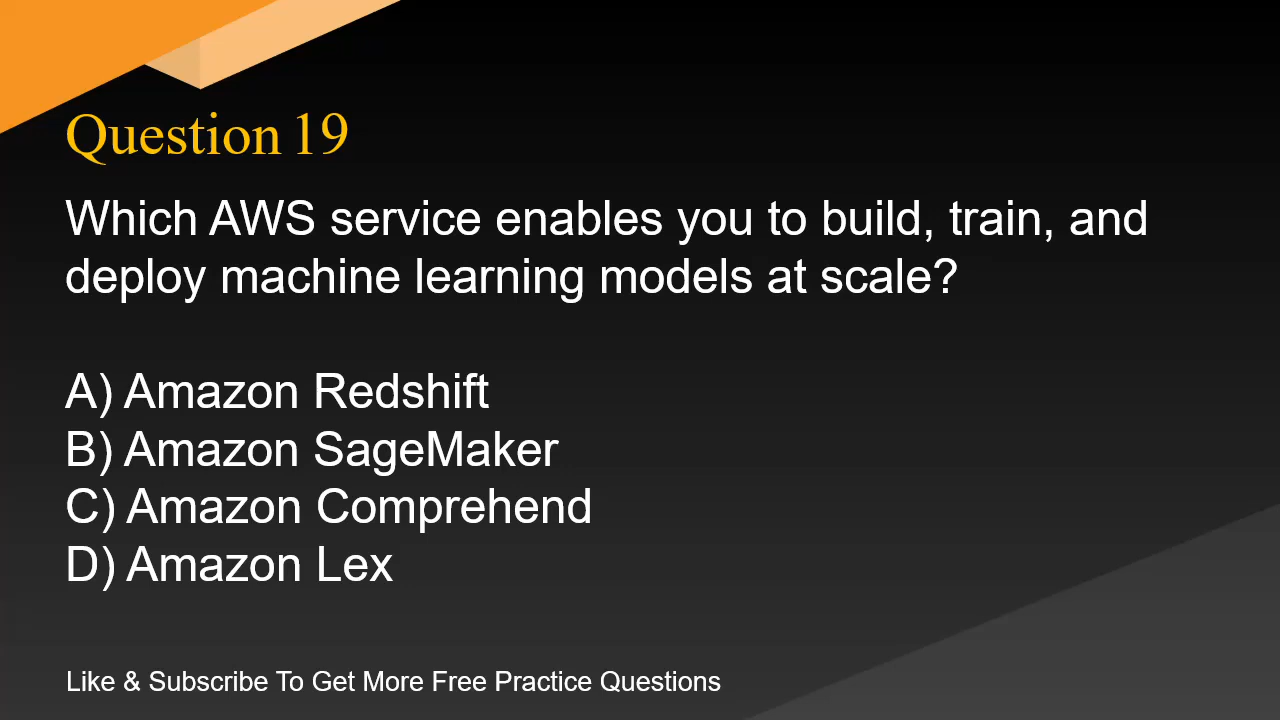 Question 19
Which AWS service enables you to build, train, and
deploy machine learning models at scale?
A) Amazon Redshift
B) Amazon SageMaker
C) Amazon Comprehend
D) Amazon Lex
Like & Subscribe To Get More Free Practice Questions